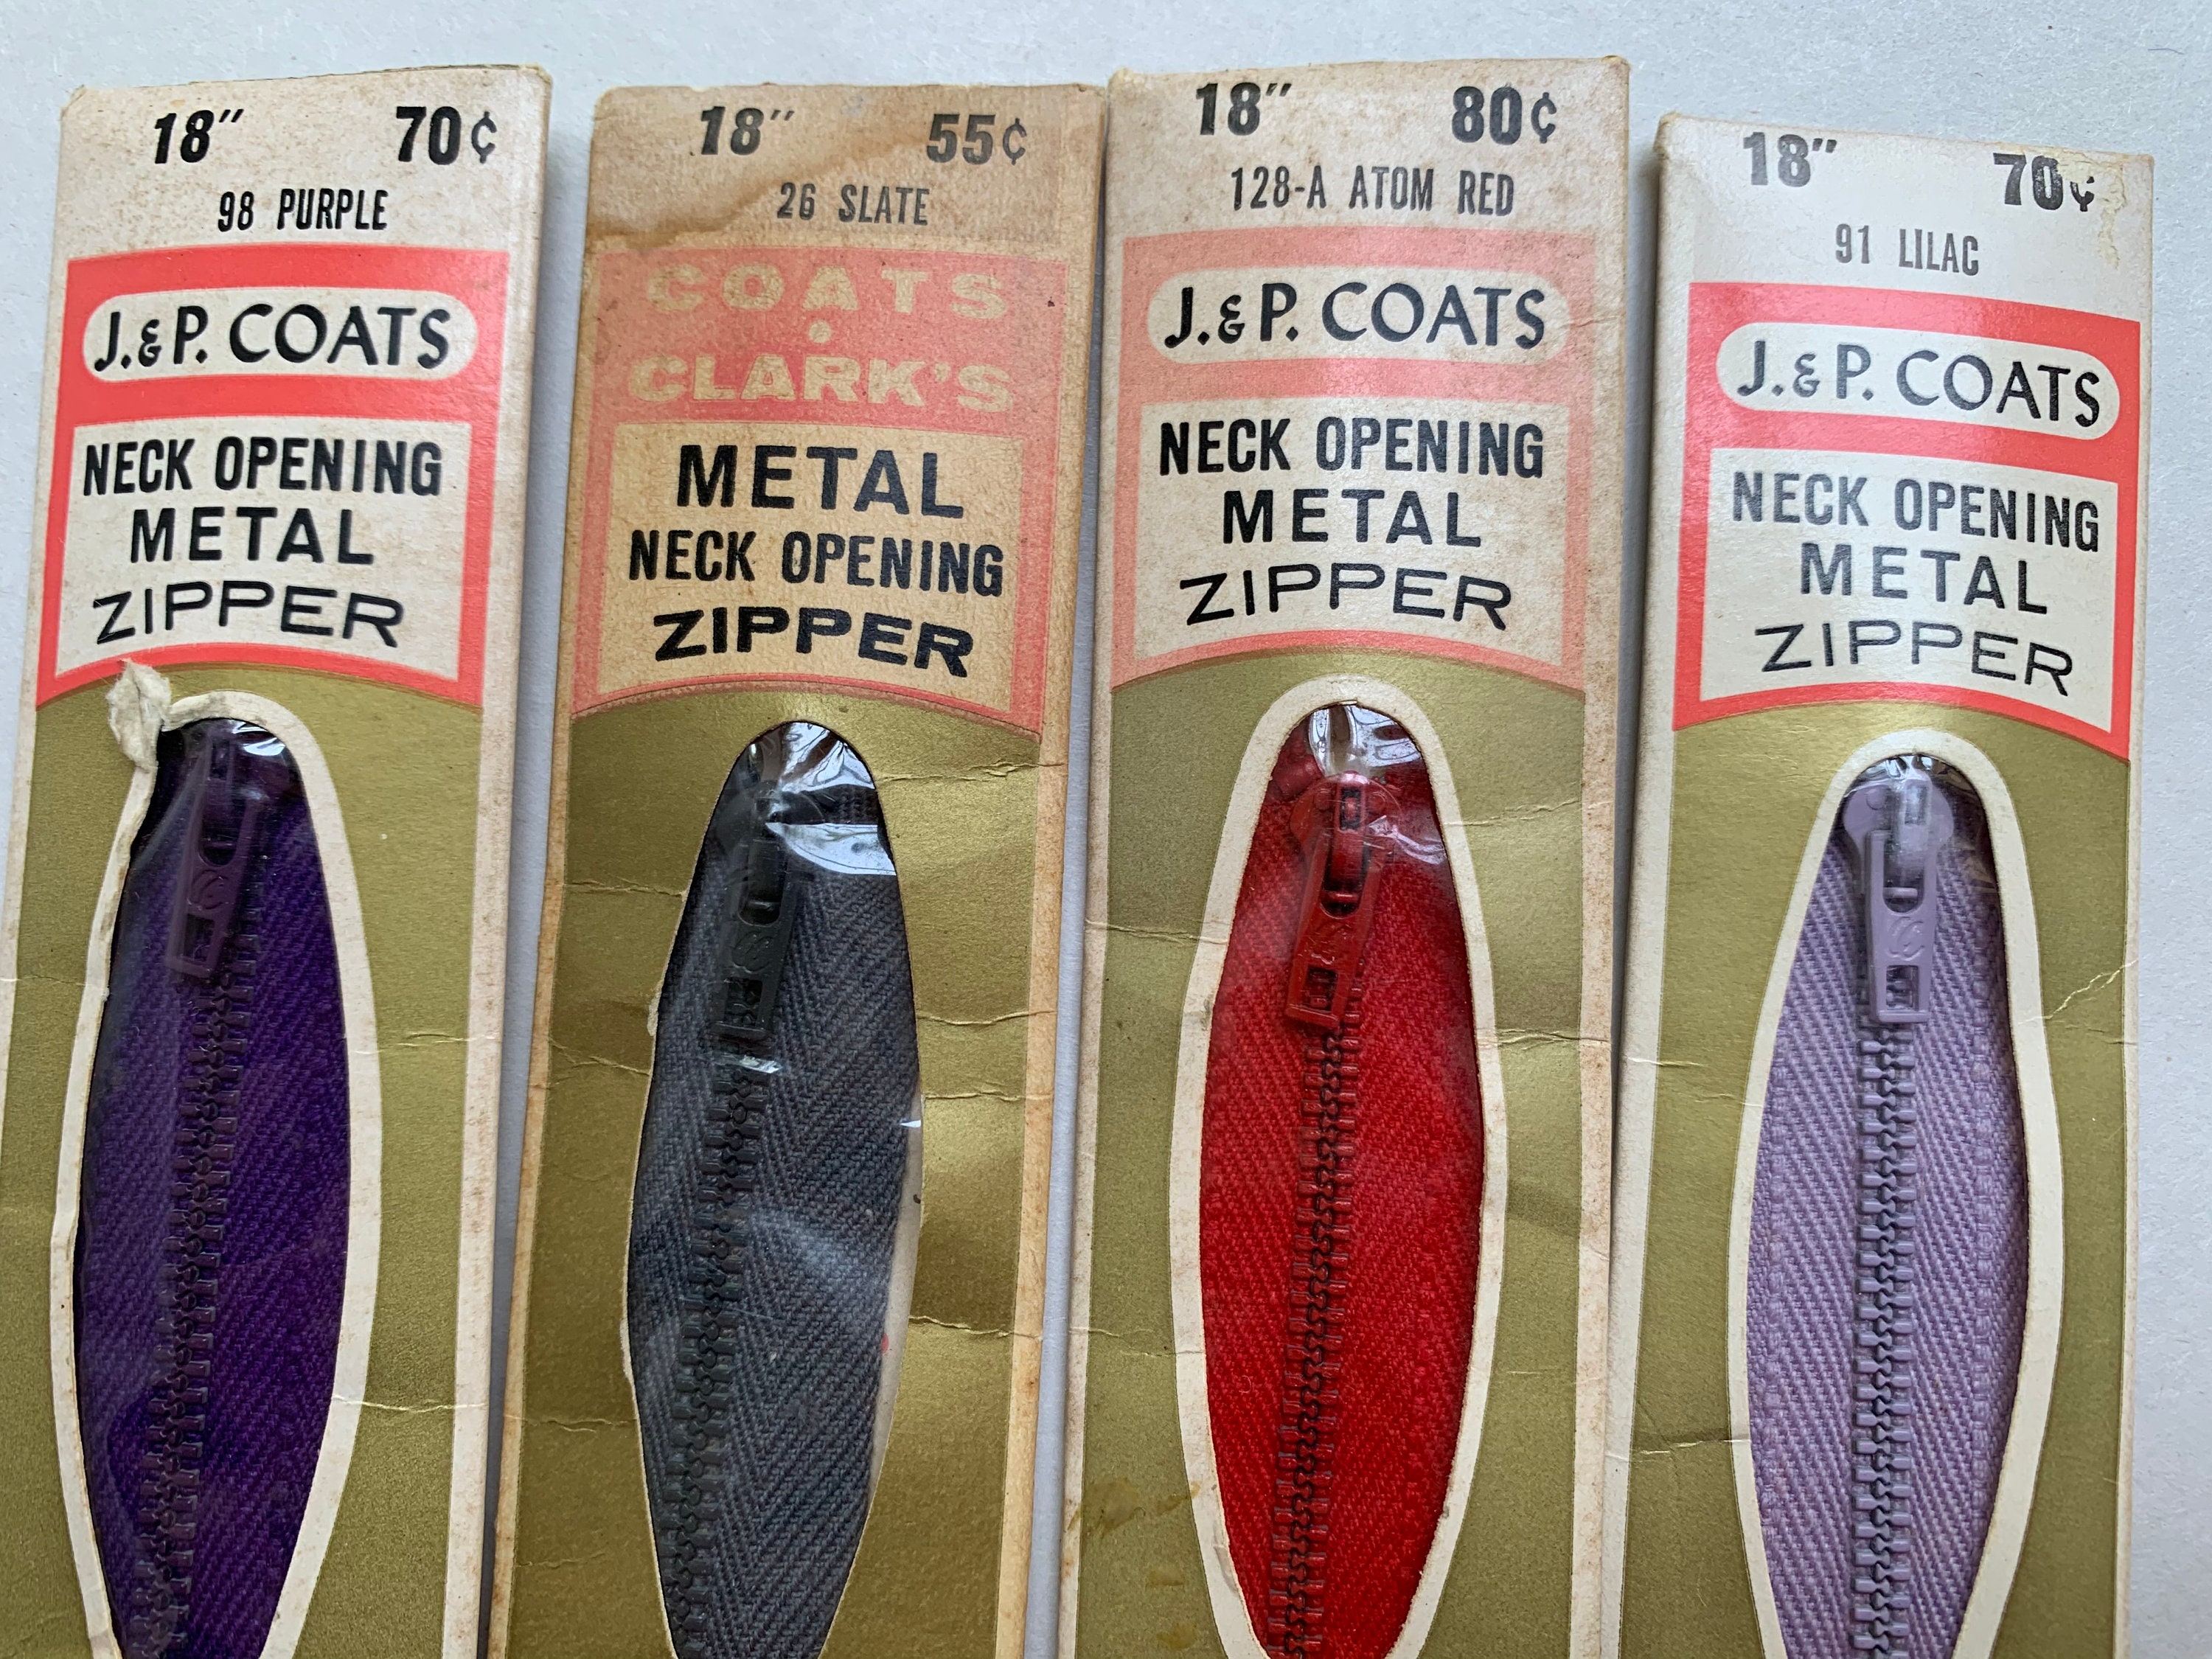 18" 70¢
98 PURPLE
J.&P. COATS
NECK OPENING
METAL
ZIPPER
18" 55¢
26 SLATE
COATS
•
CLARK'S
METAL
NECK OPENING
ZIPPER
18" 80¢
128-A ATOM RED
J.&P. COATS
NECK OPENING
METAL
ZIPPER
18" 70¢
91 LILAC
J.&P. COATS
NECK OPENING
METAL
ZIPPER